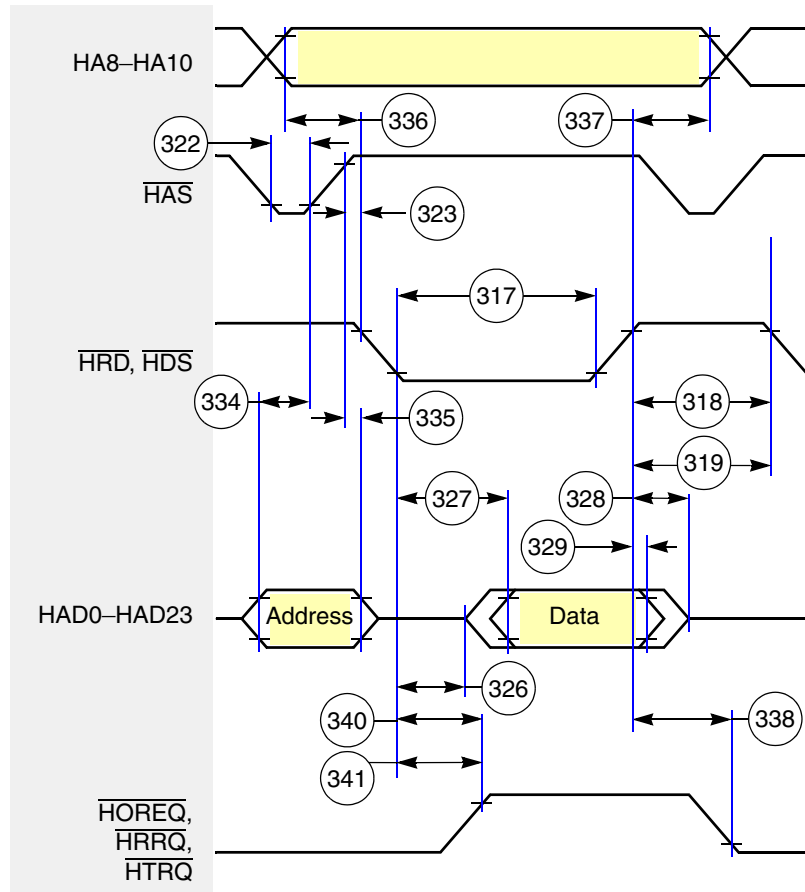 HA8–HA10
336
337
322
HAS
323
317
HRD, HDS
334
335
318
319
327
328
329
HAD0–HAD23
Address
Data
326
340
338
341
HOREQ,
HRRQ,
HTRQ